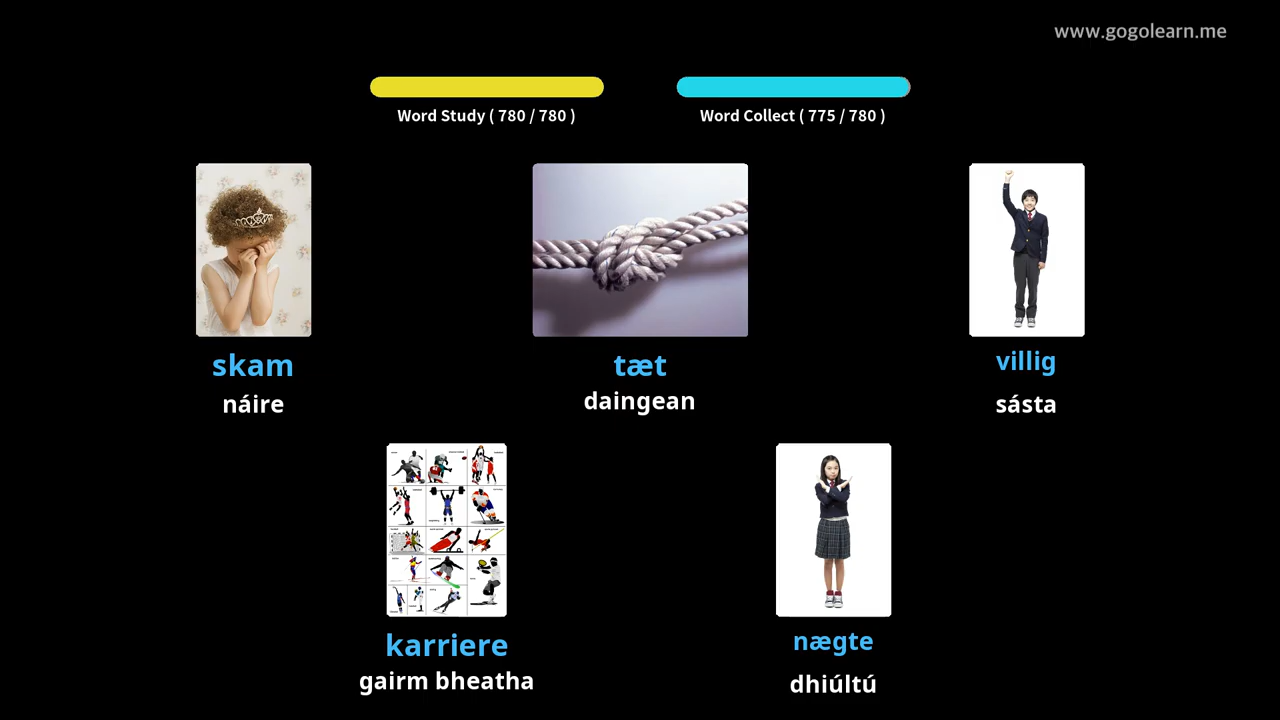 www.gogolearn.me
Word Study ( 780 / 780 )
Word Collect ( 775 / 780 )
skam
náire
tæt
daingean
villig
sásta
karriere
gairm bheatha
nægte
dhiúltú